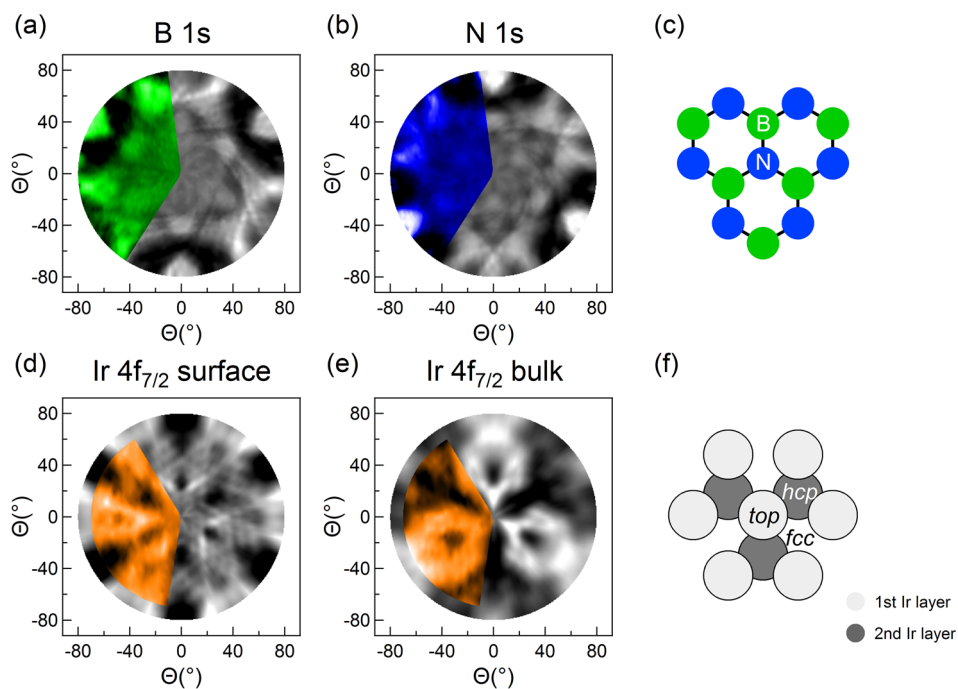 (a) B 1s (b) N 1s (c)
80
40
0
-40
-80
Θ(°)
-80 -40 0 40 80
Θ(°)
80
40
0
-40
-80
Θ(°)
-80 -40 0 40 80
Θ(°)
B
N
(d) Ir 4f7/2 surface (e) Ir 4f7/2 bulk (f)
80
40
0
-40
-80
Θ(°)
-80 -40 0 40 80
Θ(°)
80
40
0
-40
-80
Θ(°)
-80 -40 0 40 80
Θ(°)
hcp
top
fcc
1st Ir layer
2nd Ir layer